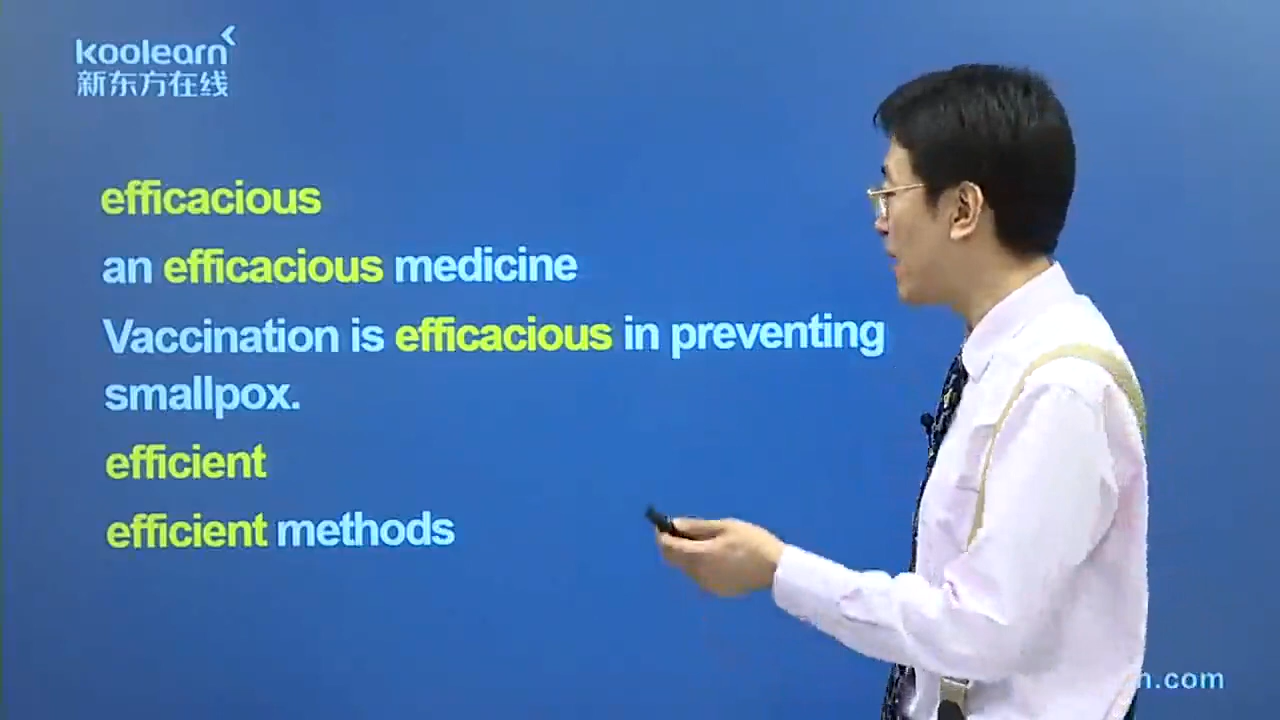 koolearn
新东方在线
efficacious
an efficacious medicine
Vaccination is efficacious in preventing
smallpox.
efficient
efficient methods
n.com